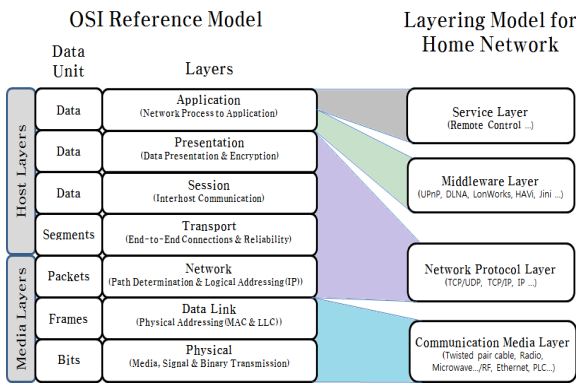 OSI Reference Model
Data
Unit
Layers
Host Layers
Data
Application
(Network Process to Application)
Data
Presentation
(Data Presentation & Encryption)
Data
Session
(Interhost Communication)
Segments
Transport
(End-to-End Connections & Reliability)
Media Layers
Packets
Network
(Path Determination & Logical Addressing(IP))
Frames
Data Link
(Physical Addressing(MAC & LLC))
Bits
Physical
(Media, Signal & Binary Transmission)
Layering Model for
Home Network
Service Layer
(Remote Control ...)
Middleware Layer
(UPnP, DLNA, LonWorks, HAVi, Jini ...)
Network Protocol Layer
(TCP/UDP, TCP/IP, IP ...)
Communication Media Layer
(Twisted pair cable, Radio,
Microwave.../RF, Ethernet, PLC...)